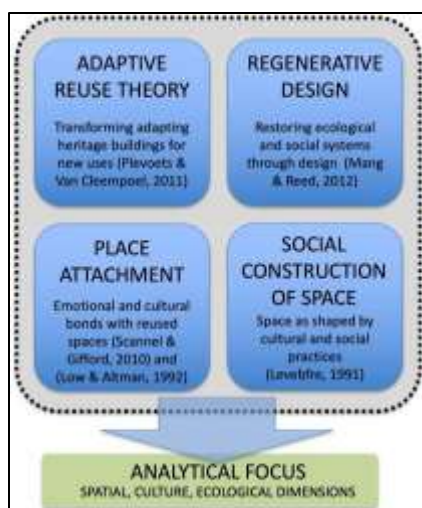 ADAPTIVE
REUSE THEORY
Transforming adapting
heritage buildings for
new uses (Plevoets &
Van Cleempoel, 2011)
REGENERATIVE
DESIGN
Restoring ecological
and social systems
through design (Mang
& Reed, 2012)
PLACE
ATTACHMENT
Emotional and cultural
bonds with reused
spaces (Scannel &
Gifford, 2010) and
(Low & Altman, 1992)
SOCIAL
CONSTRUCTION
OF SPACE
Space as shaped by
cultural and social
practices
(Levebfre, 1991)
ANALYTICAL FOCUS
SPATIAL, CULTURE, ECOLOGICAL DIMENSIONS